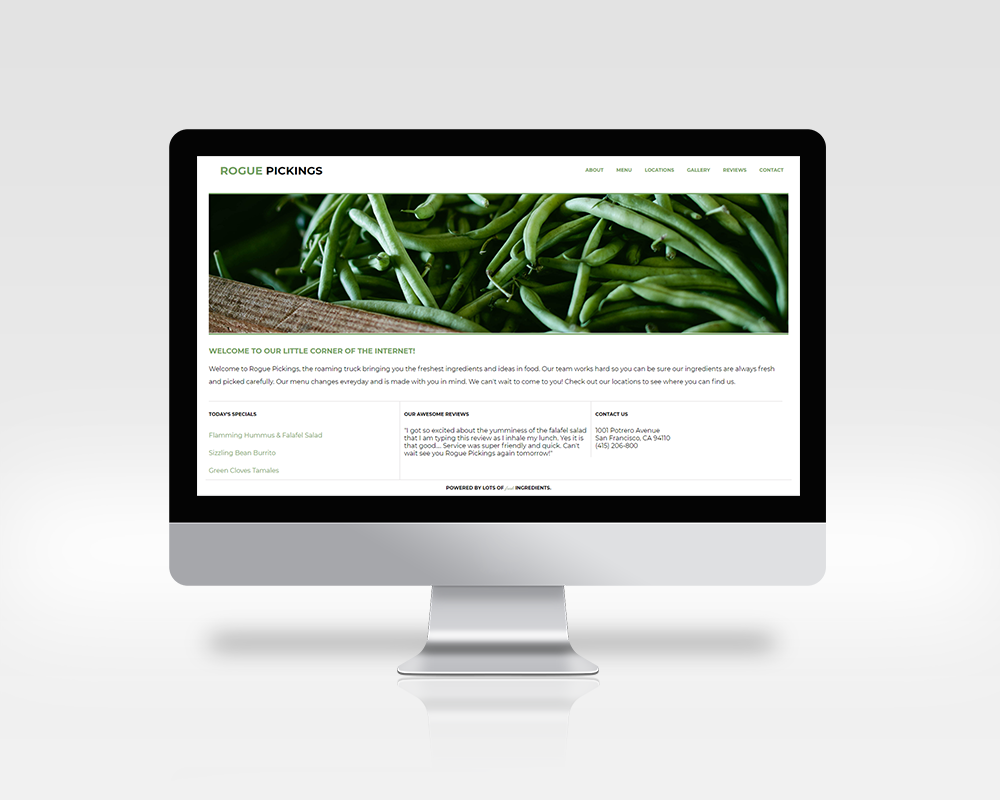 ROGUE PICKINGS
ABOUT MENU LOCATIONS GALLERY REVIEWS CONTACT
WELCOME TO OUR LITTLE CORNER OF THE INTERNET!
Welcome to Rogue Pickings, the roaming truck bringing you the freshest ingredients and ideas in food. Our team works hard so you can be sure our ingredients are always fresh
and picked carefully. Our menu changes evreyday and is made with you in mind. We can't wait to come to you! Check out our locations to see where you can find us.
TODAY'S SPECIALS
Flamming Hummus & Falafel Salad
Sizzling Bean Burrito
Green Cloves Tamales
OUR AWESOME REVIEWS
"I got so excited about the yumminess of the falafel salad
that I am typing this review as I inhale my lunch. Yes it is
that good.... Service was super friendly and quick. Can't
wait see you Rogue Pickings again tomorrow!"
CONTACT US
1001 Potrero Avenue
San Francisco, CA 94110
(415) 206-800
POWERED BY LOTS OF INGREDIENTS.